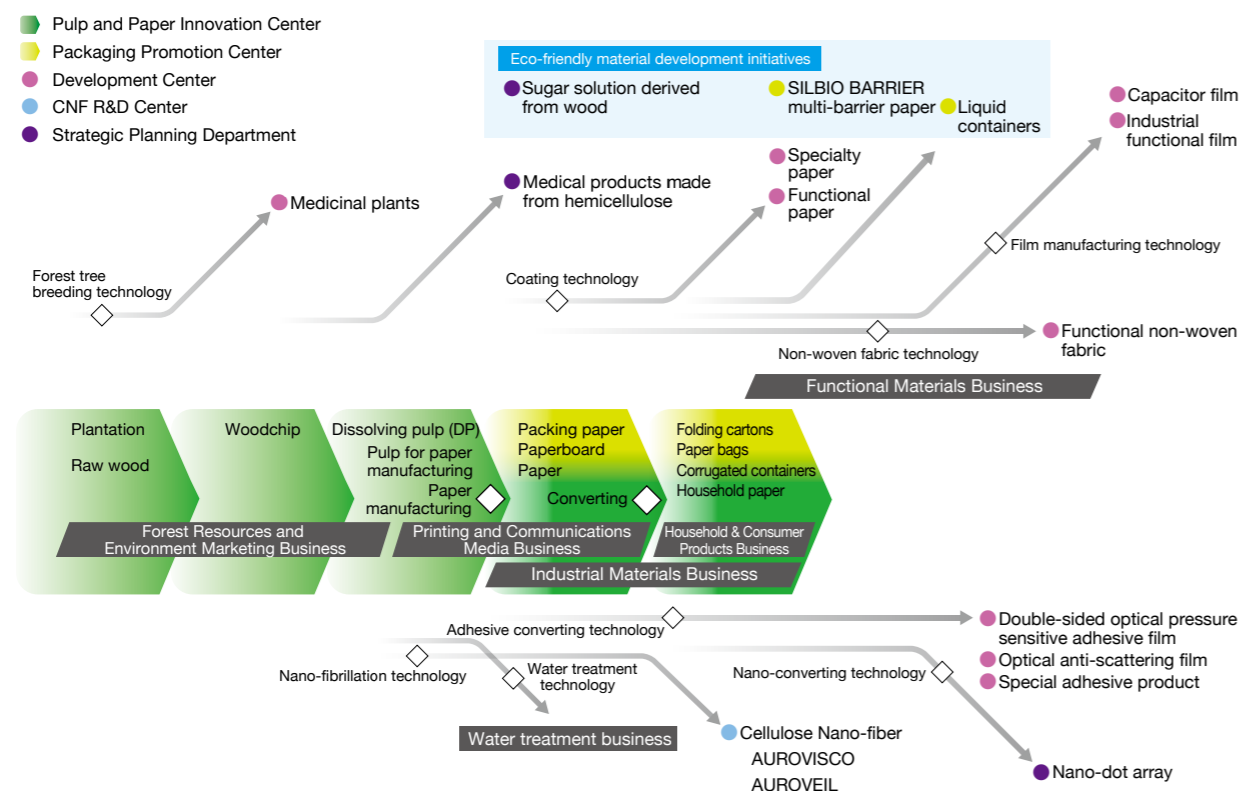 Pulp and Paper Innovation Center
Packaging Promotion Center
Development Center
CNF R&D Center
Strategic Planning Department
Eco-friendly material development initiatives
Sugar solution derived
from wood
SILBIO BARRIER
multi-barrier paper
Liquid
containers
Capacitor film
Industrial
functional film
Specialty
paper
Functional
paper
Medical products made
from hemicellulose
Medicinal plants
Film manufacturing technology
Forest tree
breeding technology
Coating technology
Functional non-woven
fabric
Non-woven fabric technology
Functional Materials Business
Plantation
Raw wood
Woodchip
Dissolving pulp (DP)
Pulp for paper
manufacturing
Paper
manufacturing
Packing paper
Paperboard
Paper
Converting
Folding cartons
Paper bags
Corrugated containers
Household paper
Forest Resources and
Environment Marketing Business
Printing and Communications
Media Business
Household & Consumer
Products Business
Industrial Materials Business
Adhesive converting technology
Double-sided optical pressure
sensitive adhesive film
Optical anti-scattering film
Special adhesive product
Nano-fibrillation technology
Water treatment
technology
Nano-converting technology
Water treatment business
Cellulose Nano-fiber
AUROVISCO
AUROVEIL
Nano-dot array